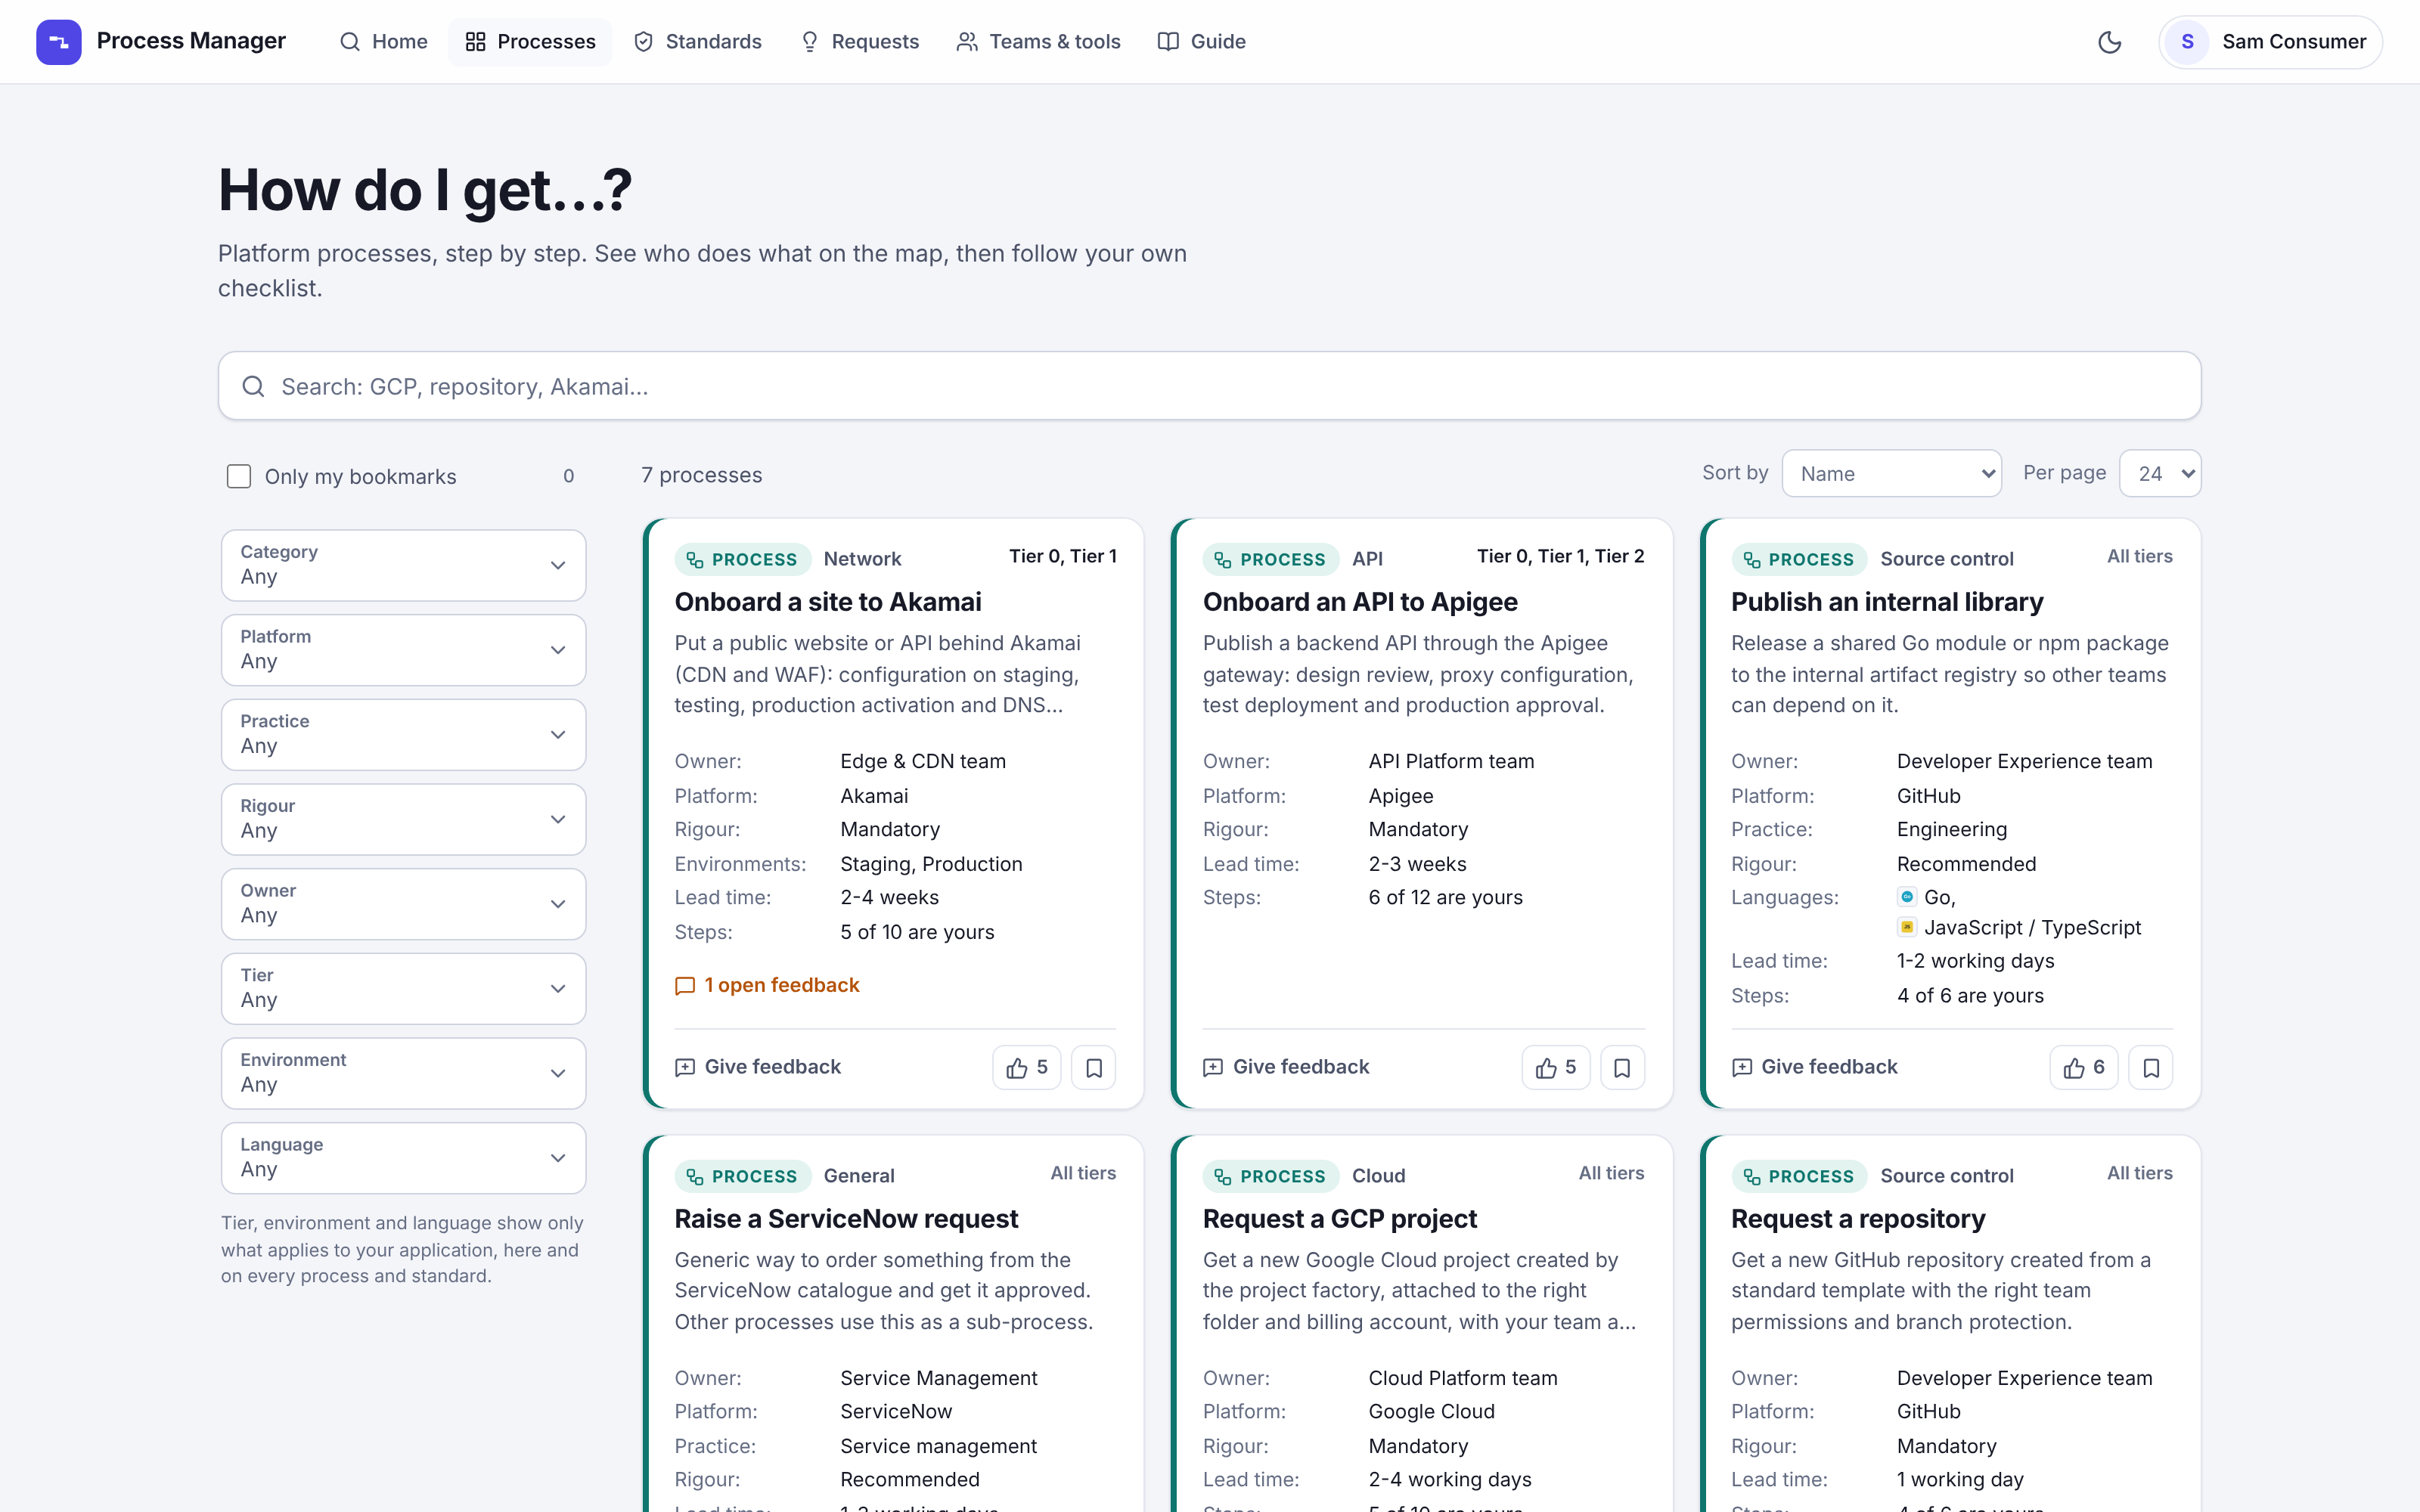 Process Manager
Home
Processes
Standards
Requests
Teams & tools
Guide
S
Sam Consumer
How do I get...?
Platform processes, step by step. See who does what on the map, then follow your own
checklist.
Search: GCP, repository, Akamai...
Only my bookmarks 0
7 processes
Sort by Name
Per page 24
Category
Any
Platform
Any
Practice
Any
Rigour
Any
Owner
Any
Tier
Any
Environment
Any
Language
Any
Tier, environment and language show only
what applies to your application, here and
on every process and standard.
PROCESS Network Tier 0, Tier 1
Onboard a site to Akamai
Put a public website or API behind Akamai
(CDN and WAF): configuration on staging,
testing, production activation and DNS...
Owner: Edge & CDN team
Platform: Akamai
Rigour: Mandatory
Environments: Staging, Production
Lead time: 2-4 weeks
Steps: 5 of 10 are yours
1 open feedback
Give feedback 5
PROCESS API Tier 0, Tier 1, Tier 2
Onboard an API to Apigee
Publish a backend API through the Apigee
gateway: design review, proxy configuration,
test deployment and production approval.
Owner: API Platform team
Platform: Apigee
Rigour: Mandatory
Lead time: 2-3 weeks
Steps: 6 of 12 are yours
Give feedback 5
PROCESS Source control All tiers
Publish an internal library
Release a shared Go module or npm package
to the internal artifact registry so other teams
can depend on it.
Owner: Developer Experience team
Platform: GitHub
Practice: Engineering
Rigour: Recommended
Languages: Go,
JavaScript / TypeScript
Lead time: 1-2 working days
Steps: 4 of 6 are yours
Give feedback 6
PROCESS General All tiers
Raise a ServiceNow request
Generic way to order something from the
ServiceNow catalogue and get it approved.
Other processes use this as a sub-process.
Owner: Service Management
Platform: ServiceNow
Practice: Service management
Rigour: Recommended
PROCESS Cloud All tiers
Request a GCP project
Get a new Google Cloud project created by
the project factory, attached to the right
folder and billing account, with your team a...
Owner: Cloud Platform team
Platform: Google Cloud
Rigour: Mandatory
Lead time: 2-4 working days
PROCESS Source control All tiers
Request a repository
Get a new GitHub repository created from a
standard template with the right team
permissions and branch protection.
Owner: Developer Experience team
Platform: GitHub
Rigour: Mandatory
Lead time: 1 working day